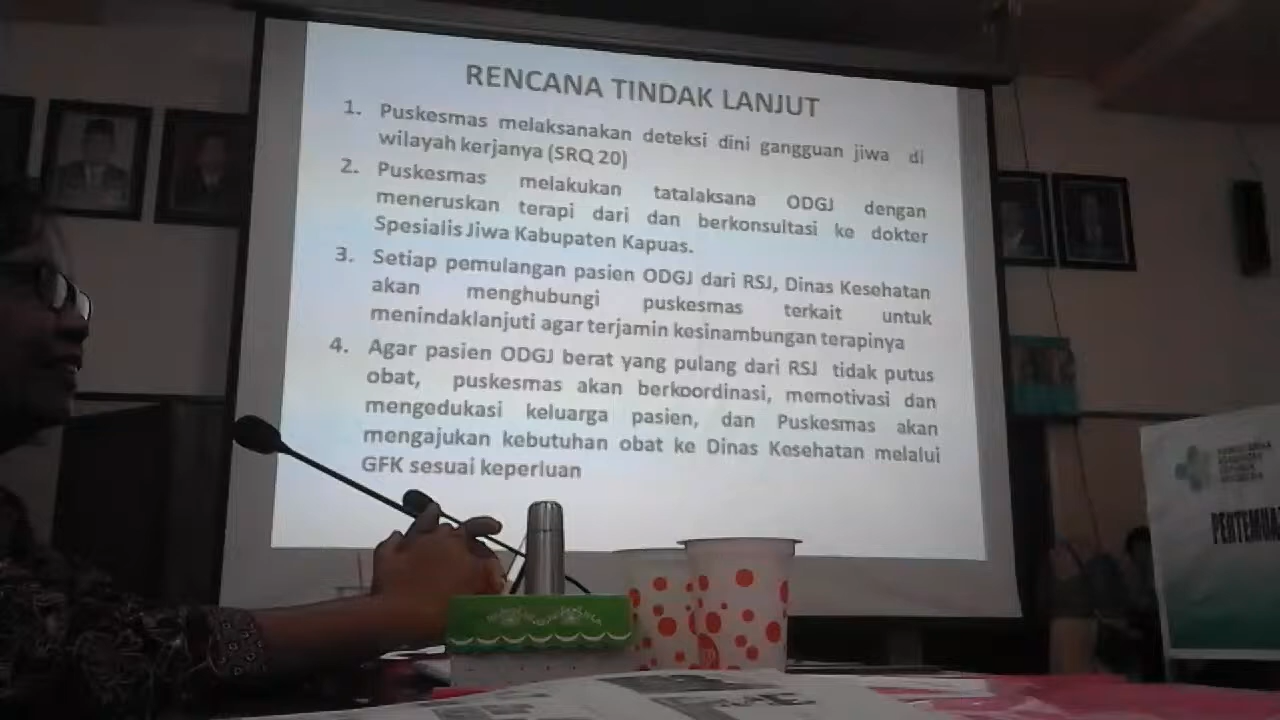 RENCANA TINDAK LANJUT
1. Puskesmas melaksanakan deteksi dini gangguan jiwa di
wilayah kerjanya (SRQ 20)
2. Puskesmas melakukan tatalaksana ODGJ dengan
meneruskan terapi dari dan berkonsultasi ke dokter
Spesialis Jiwa Kabupaten Kapuas.
3. Setiap pemulangan pasien ODGJ dari RSJ, Dinas Kesehatan
akan menghubungi puskesmas terkait untuk
menindaklanjuti agar terjamin kesinambungan terapinya
4. Agar pasien ODGJ berat yang pulang dari RSJ tidak putus
obat, puskesmas akan berkoordinasi, memotivasi dan
mengedukasi keluarga pasien, dan Puskesmas akan
mengajukan kebutuhan obat ke Dinas Kesehatan melalui
GFK sesuai keperluan